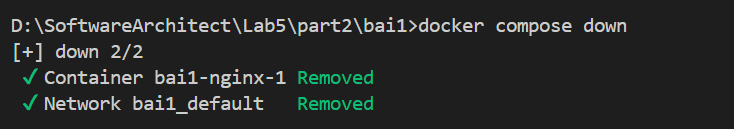 D:\SoftwareArchitect\Lab5\part2\bai1>docker compose down
[+] down 2/2
✓ Container bai1-nginx-1 Removed
✓ Network bai1_default   Removed